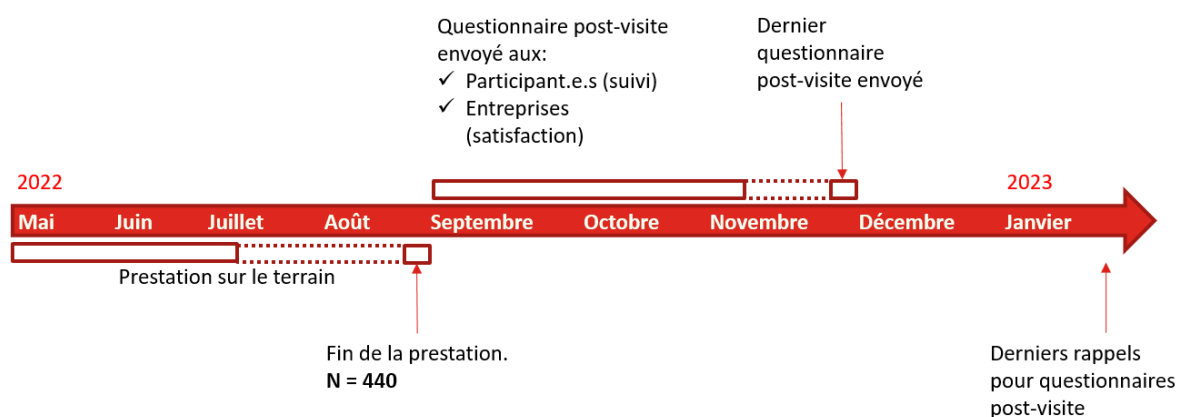 Questionnaire post-visite
envoyé aux:
✓ Participant.e.s (suivi)
✓ Entreprises
(satisfaction)
Dernier
questionnaire
post-visite envoyé
2022
2023
Mai Juin Juillet Août Septembre Octobre Novembre Décembre Janvier
Prestation sur le terrain
Fin de la prestation.
N = 440
Derniers rappels
pour questionnaires
post-visite